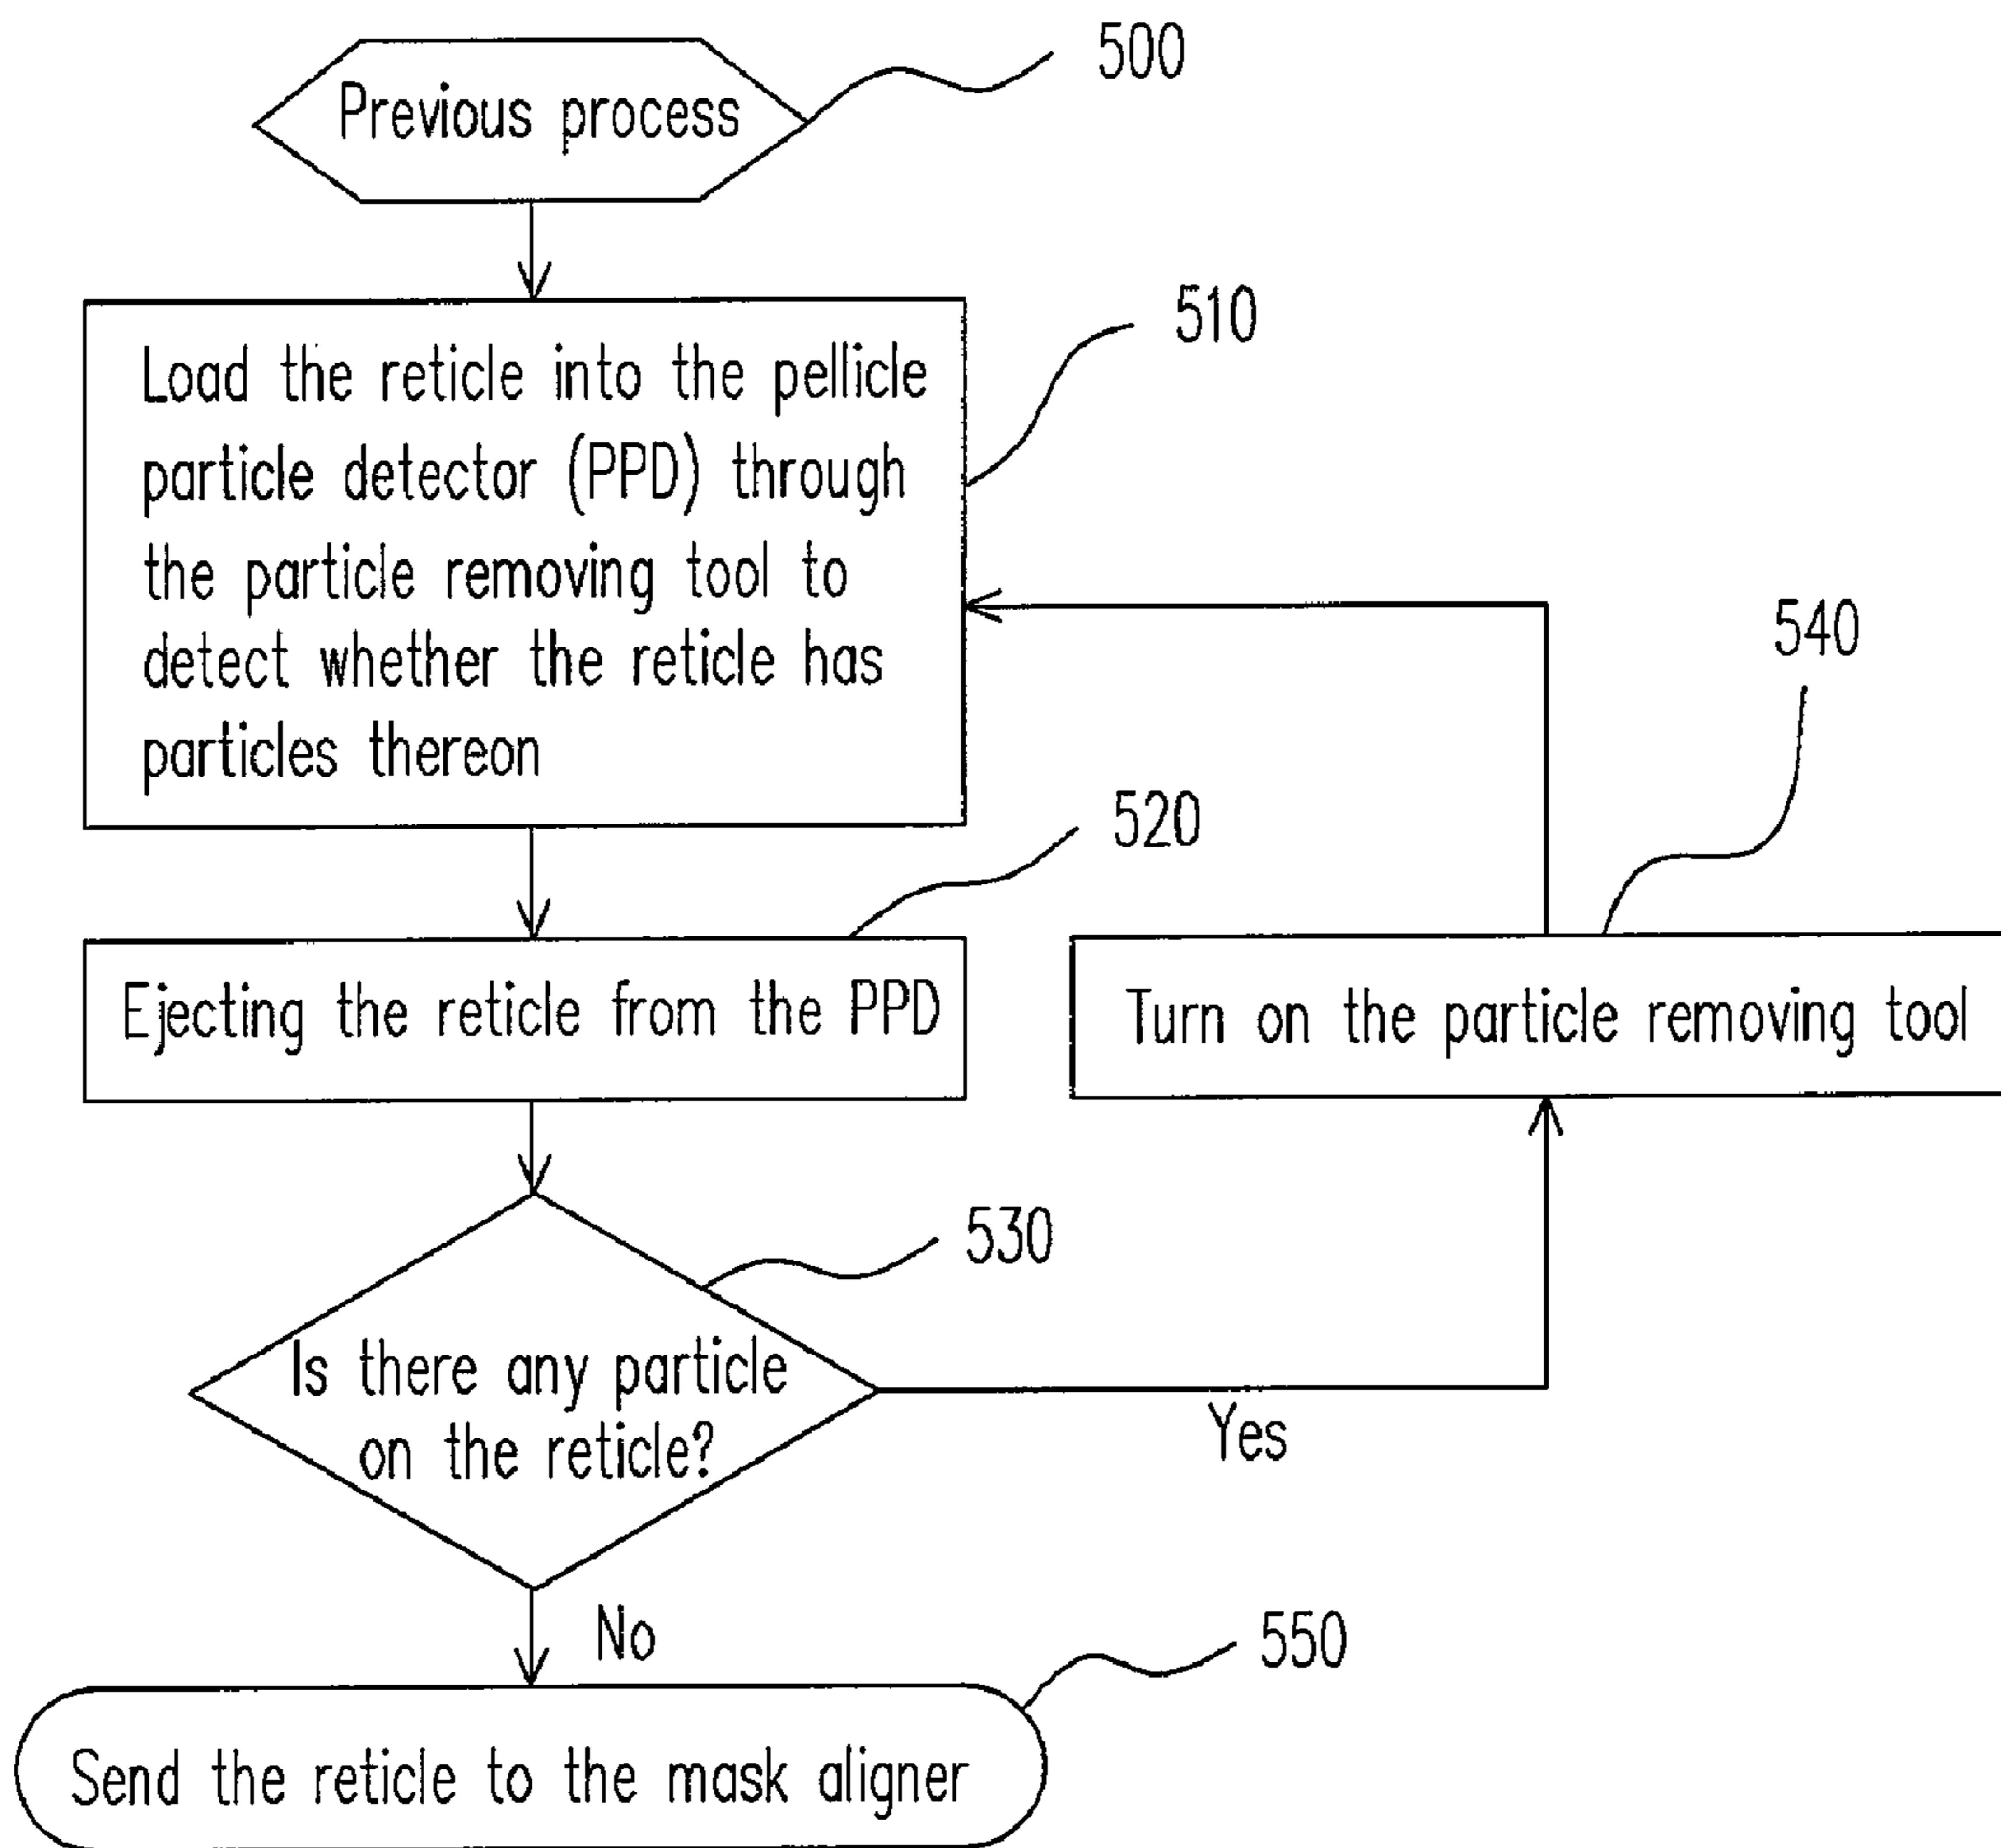 Previous process
500
Load the reticle into the pellicle
particle detector (PPD) through
the particle removing tool to
detect whether the reticle has
particles thereon
510
Ejecting the reticle from the PPD
520
Turn on the particle removing tool
540
Is there any particle
on the reticle?
530
Yes
No
Send the reticle to the mask aligner
550